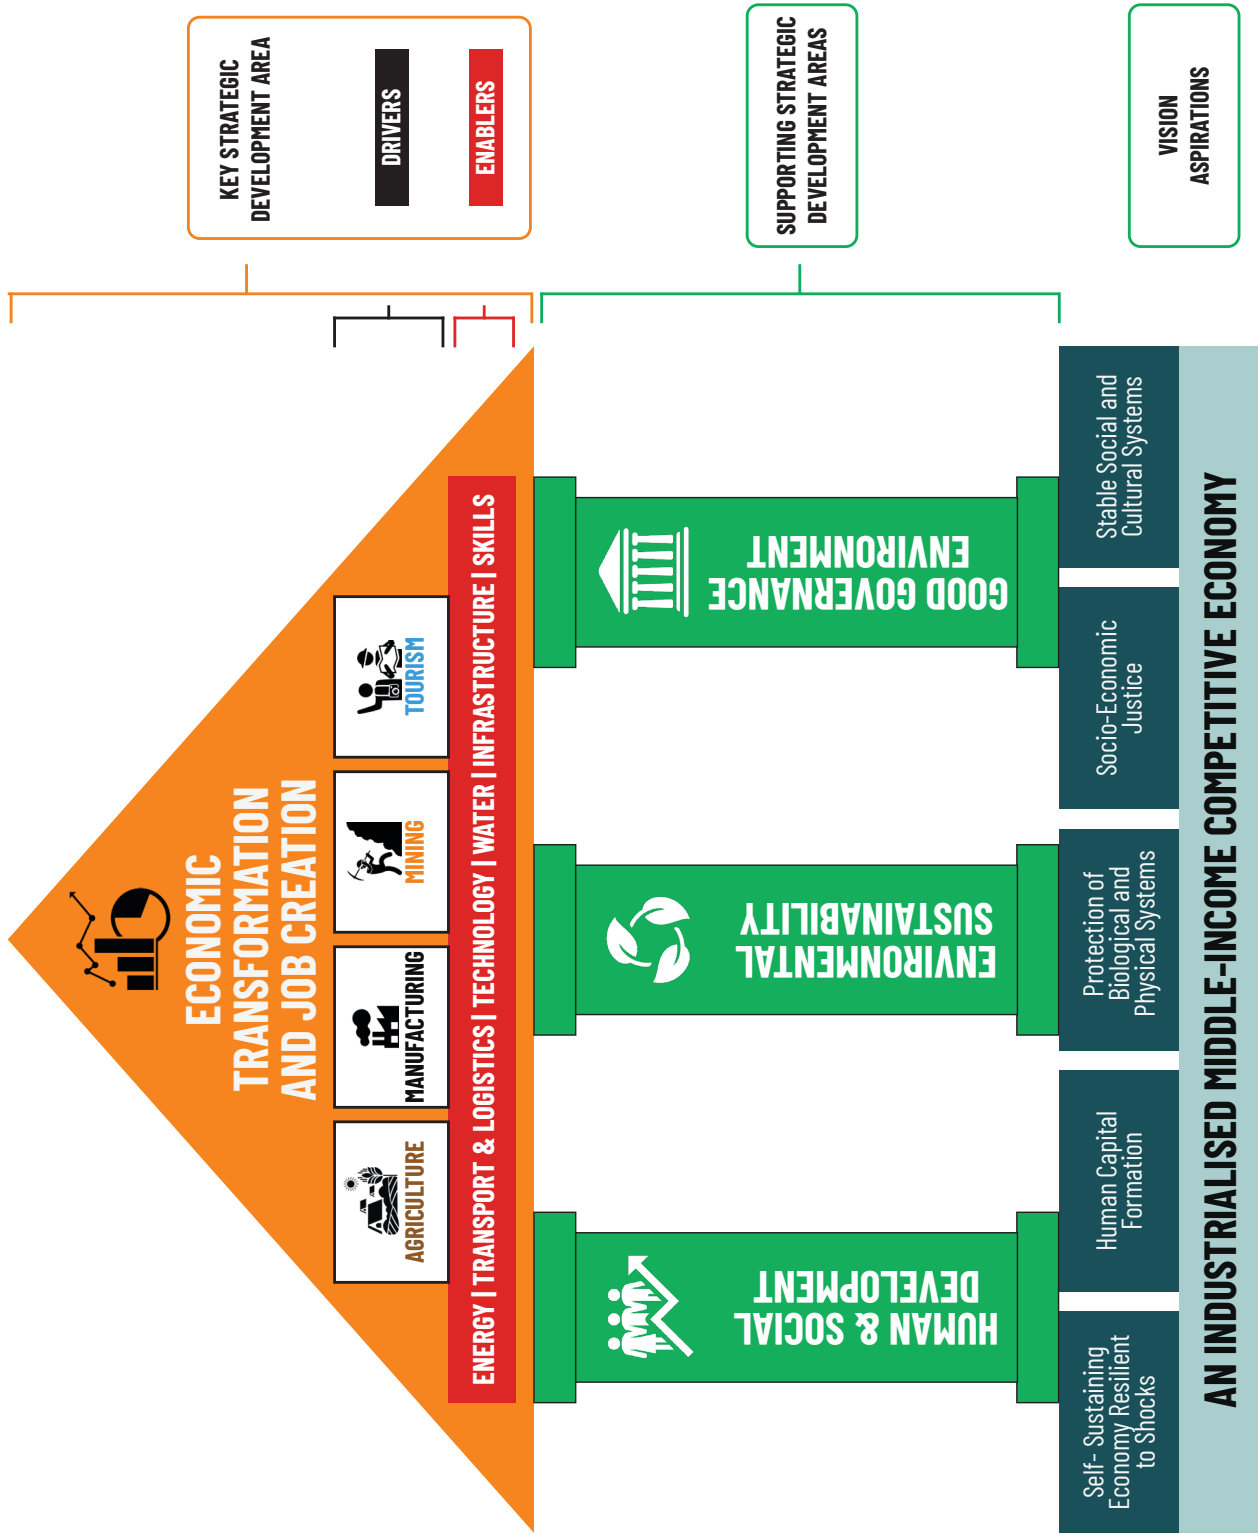 ECONOMIC
TRANSFORMATION
AND JOB CREATION
AGRICULTURE
MANUFACTURING
MINING
TOURISM
ENERGY | TRANSPORT & LOGISTICS | TECHNOLOGY | WATER | INFRASTRUCTURE | SKILLS
KEY STRATEGIC
DEVELOPMENT AREA
DRIVERS
ENABLERS
HUMAN & SOCIAL
DEVELOPMENT
ENVIRONMENTAL
SUSTAINABILITY
GOOD GOVERNANCE
ENVIRONMENT
SUPPORTING STRATEGIC
DEVELOPMENT AREAS
Self- Sustaining
Economy Resilient
to Shocks
Human Capital
Formation
Protection of
Biological and
Physical Systems
Socio-Economic
Justice
Stable Social and
Cultural Systems
AN INDUSTRIALISED MIDDLE-INCOME COMPETITIVE ECONOMY
VISION
ASPIRATIONS